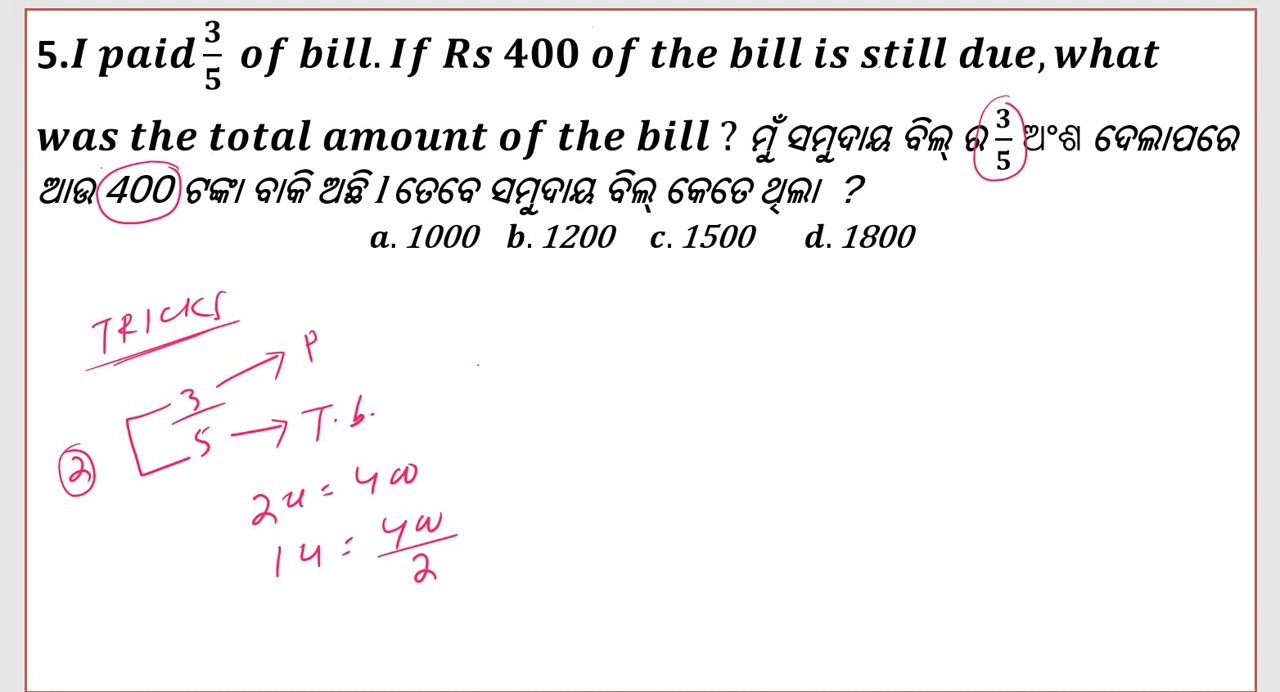 5.I paid 3/5 of bill. If Rs 400 of the bill is still due, what
was the total amount of the bill ? ମୁଁ ସମୁଦାୟ ବିଲ୍ ର 3/5 ଅଂଶ ଦେଲାପରେ
ଆଉ 400 ଟଙ୍କା ବାକି ଅଛି l ତେବେ ସମୁଦାୟ ବିଲ୍ କେତେ ଥିଲା ?
a. 1000 b. 1200 c. 1500 d. 1800
TRICKS
3 → P
5 → T.b.
2
2u = 400
1u = 400/2